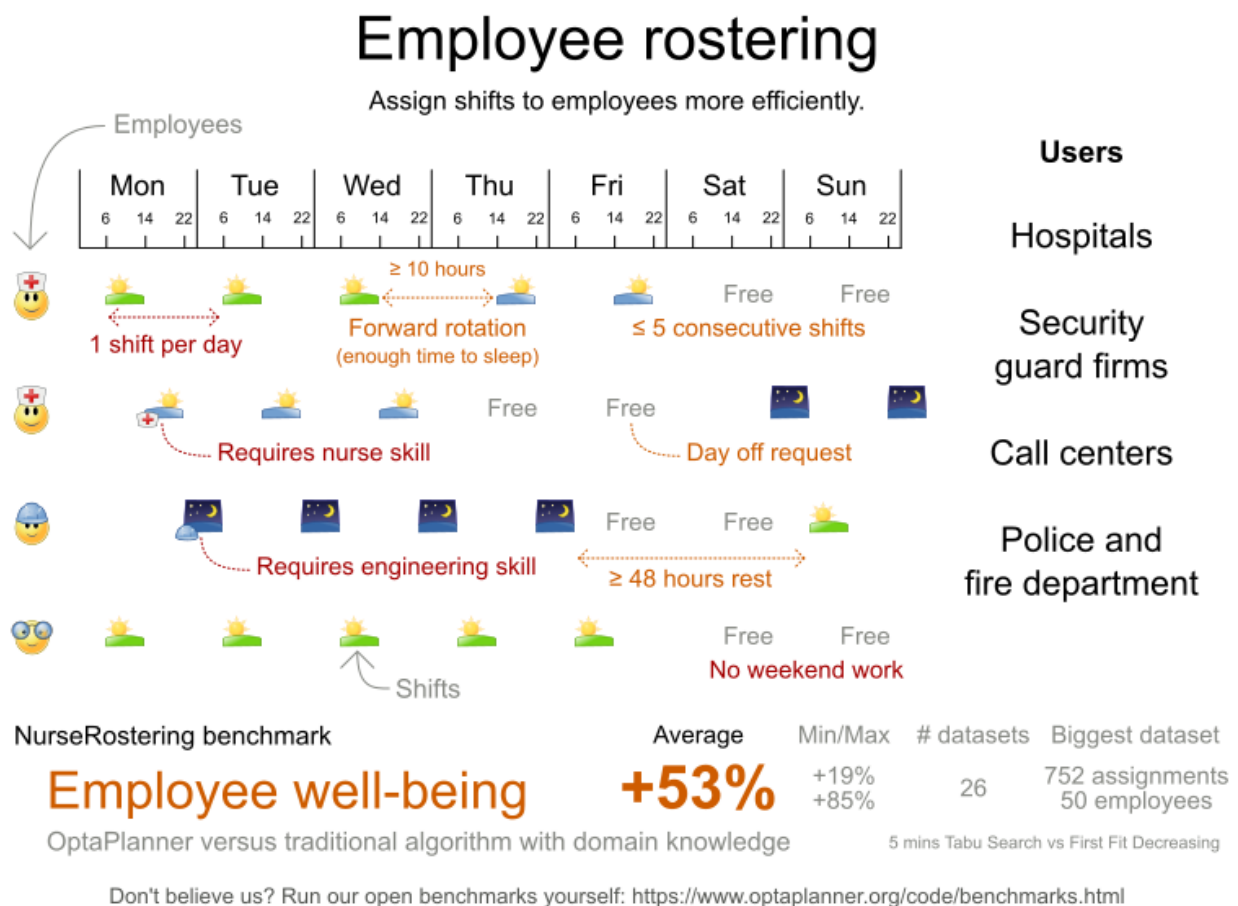 Employee rostering
Assign shifts to employees more efficiently.
Employees
Users
Mon Tue Wed Thu Fri Sat Sun
6 14 22 6 14 22 6 14 22 6 14 22 6 14 22 6 14 22 6 14 22
Hospitals
≥ 10 hours
Free Free
1 shift per day
Forward rotation
(enough time to sleep)
≤ 5 consecutive shifts
Security
guard firms
Free Free
Requires nurse skill
Day off request
Call centers
Free Free
Requires engineering skill
≥ 48 hours rest
Police and
fire department
Free Free
No weekend work
Shifts
NurseRostering benchmark
Average Min/Max # datasets Biggest dataset
Employee well-being
+53%
+19%
+85%
26
752 assignments
50 employees
OptaPlanner versus traditional algorithm with domain knowledge
5 mins Tabu Search vs First Fit Decreasing
Don't believe us? Run our open benchmarks yourself: https://www.optaplanner.org/code/benchmarks.html